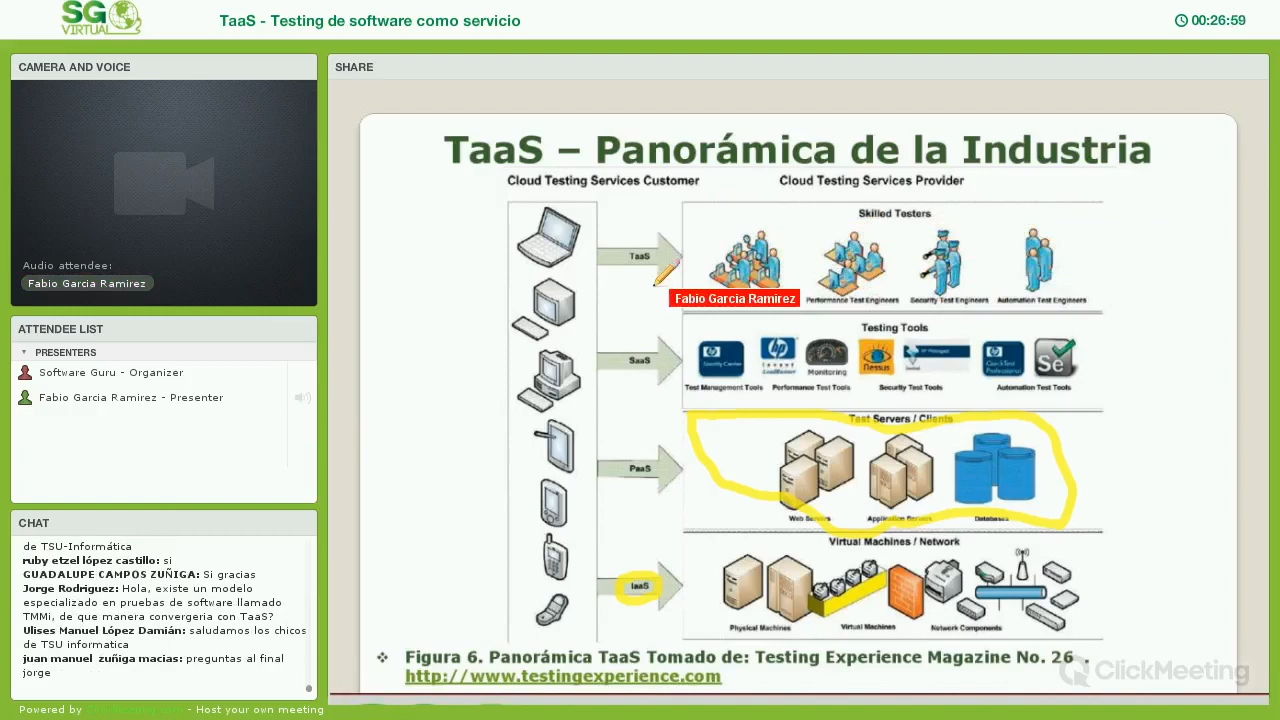 SG
VIRTUAL
TaaS - Testing de software como servicio
00:26:59
CAMERA AND VOICE
Audio attendee:
Fabio Garcia Ramirez
ATTENDEE LIST
PRESENTERS
Software Guru - Organizer
Fabio Garcia Ramirez - Presenter
CHAT
de TSU-Informática
ruby etzel lópez castillo: si
GUADALUPE CAMPOS ZUÑIGA: Si gracias
Jorge Rodriguez: Hola, existe un modelo
especializado en pruebas de software llamado
TMMi, de que manera convergeria con TaaS?
Ulises Manuel López Damián: saludamos los chicos
de TSU informatica
juan manuel zuñiga macias: preguntas al final
jorge
Powered by ClickMeeting.com - Host your own meeting
SHARE
TaaS – Panorámica de la Industria
Cloud Testing Services Customer
Cloud Testing Services Provider
TaaS
Skilled Testers
Fabio Garcia Ramirez
Performance Test Engineers
Security Test Engineers
Automation Test Engineers
SaaS
Testing Tools
hp
hp
LoadRunner
Monitoring
Nessus
hp
Se
Test Management Tools
Performance Test Tools
Security Test Tools
Automation Test Tools
PaaS
Test Servers / Clients
Web Servers
Application Servers
Databases
IaaS
Virtual Machines / Network
Physical Machines
Virtual Machines
Network Components
❖ Figura 6. Panorámica TaaS Tomado de: Testing Experience Magazine No. 26 .
http://www.testingexperience.com
ClickMeeting